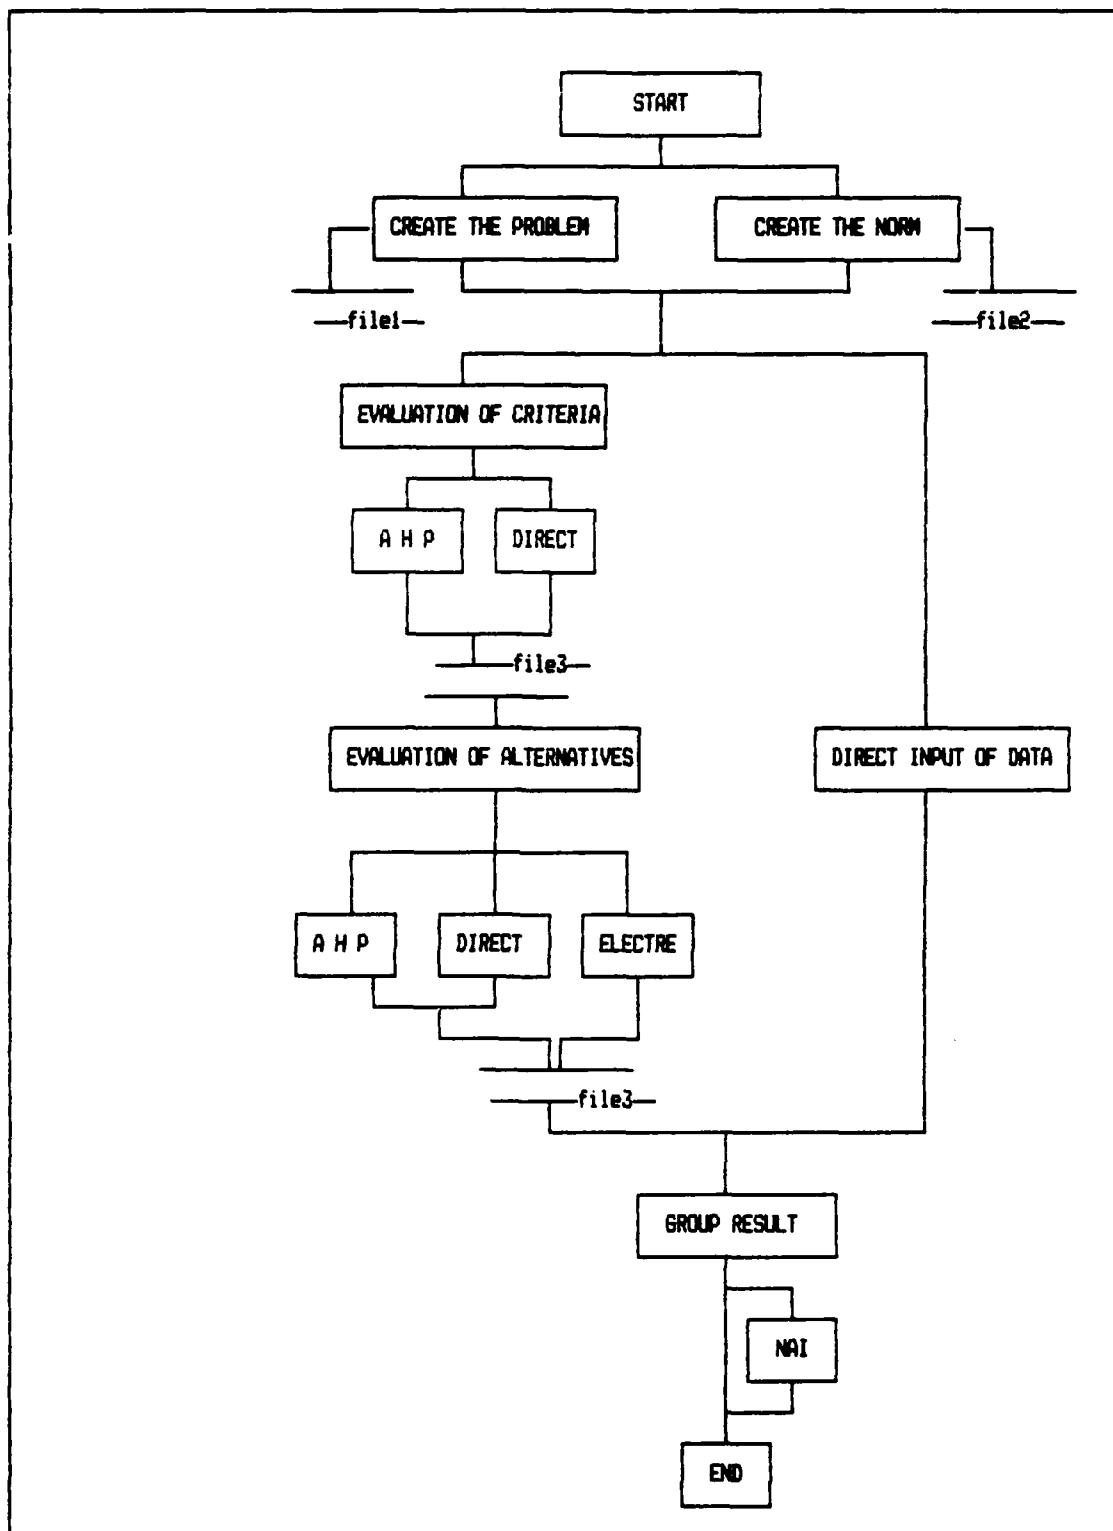 START
CREATE THE PROBLEM
CREATE THE NORM
file1
file2
EVALUATION OF CRITERIA
A H P
DIRECT
file3
EVALUATION OF ALTERNATIVES
DIRECT INPUT OF DATA
A H P
DIRECT
ELECTRE
file3
GROUP RESULT
NAI
END